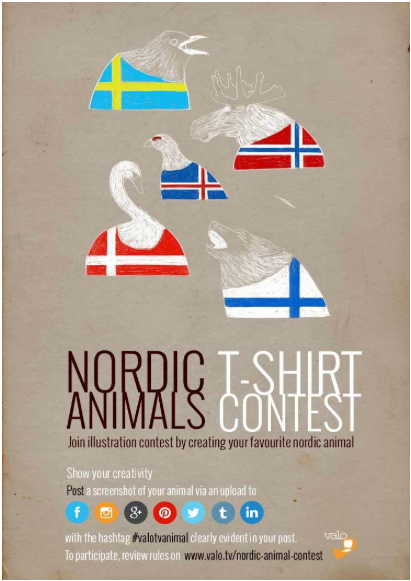 NORDIC T-SHIRT
ANIMALS CONTEST
Join illustration contest by creating your favourite nordic animal
Show your creativity
Post a screenshot of your animal via an upload to
with the hashtag #valotvanimal clearly evident in your post.
valo
To participate, review rules on www.valo.tv/nordic-animal-contest